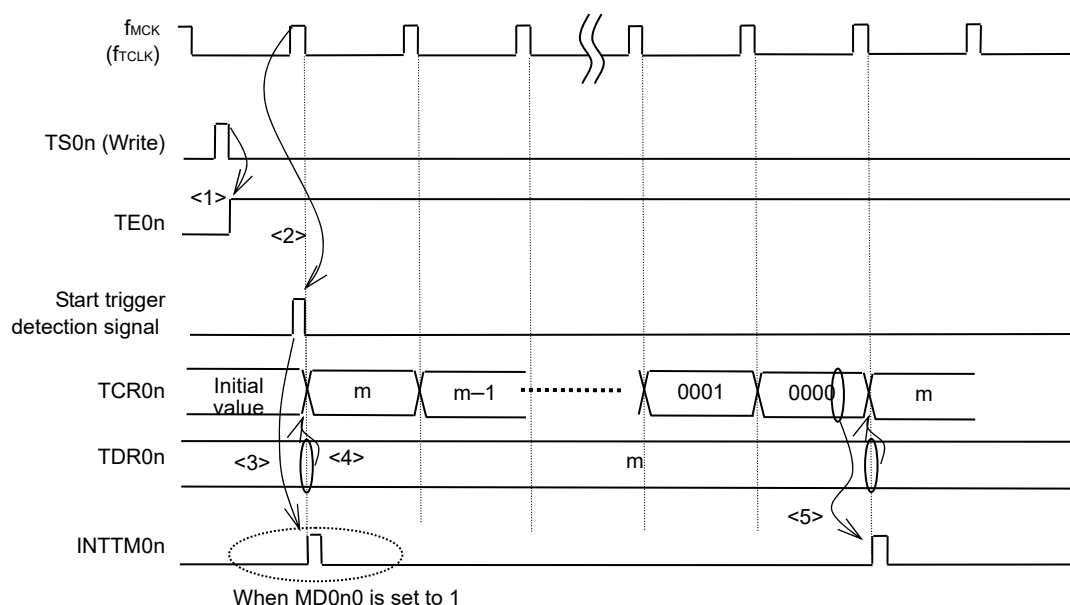 fMCK
(fTCLK)
TS0n (Write)
<1>
TE0n
<2>
Start trigger
detection signal
TCR0n
Initial
value
m
m−1
0001
0000
m
TDR0n
<3>
<4>
m
<5>
INTTM0n
When MD0n0 is set to 1